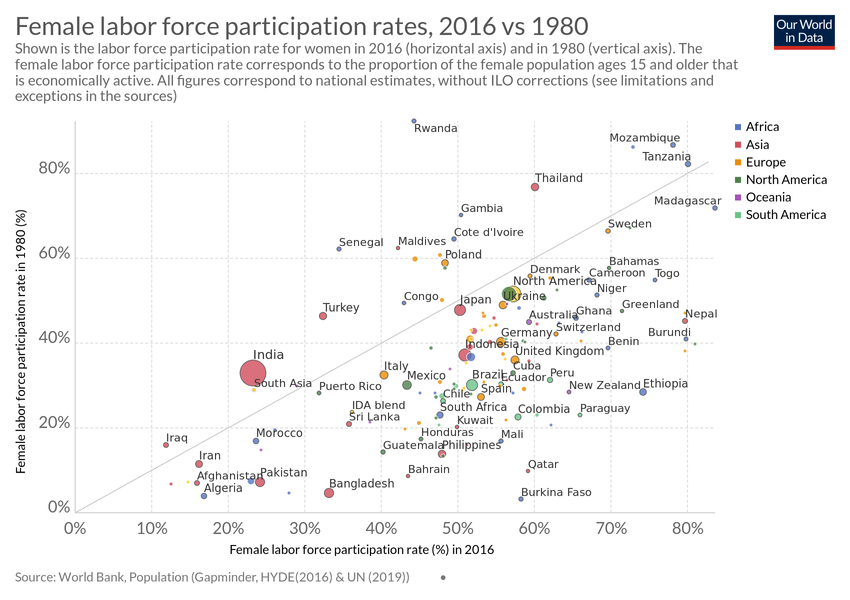 Female labor force participation rates, 2016 vs 1980
Our World
in Data
Shown is the labor force participation rate for women in 2016 (horizontal axis) and in 1980 (vertical axis). The
female labor force participation rate corresponds to the proportion of the female population ages 15 and older that
is economically active. All figures correspond to national estimates, without ILO corrections (see limitations and
exceptions in the sources)
Africa
Asia
Europe
North America
Oceania
South America
Female labor force participation rate in 1980 (%)
80%
60%
40%
20%
0%
Rwanda
Mozambique
Tanzania
Thailand
Madagascar
Gambia
Sweden
Cote d'Ivoire
Senegal
Maldives
Poland
Bahamas
Denmark
Cameroon
Togo
North America
Niger
Congo
Ukraine
Japan
Greenland
Turkey
Ghana
Australia
Nepal
Switzerland
Germany
Burundi
Indonesia
Benin
United Kingdom
India
Italy
Cuba
Mexico
Brazil
Ecuador
Peru
South Asia
Puerto Rico
Spain
New Zealand
Ethiopia
Chile
IDA blend
South Africa
Colombia
Paraguay
Sri Lanka
Kuwait
Iraq
Morocco
Honduras
Mali
Guatemala
Philippines
Iran
Bahrain
Qatar
Afghanistan
Pakistan
Algeria
Bangladesh
Burkina Faso
0%
10%
20%
30%
40%
50%
60%
70%
80%
Female labor force participation rate (%) in 2016
Source: World Bank, Population (Gapminder, HYDE(2016) & UN (2019))